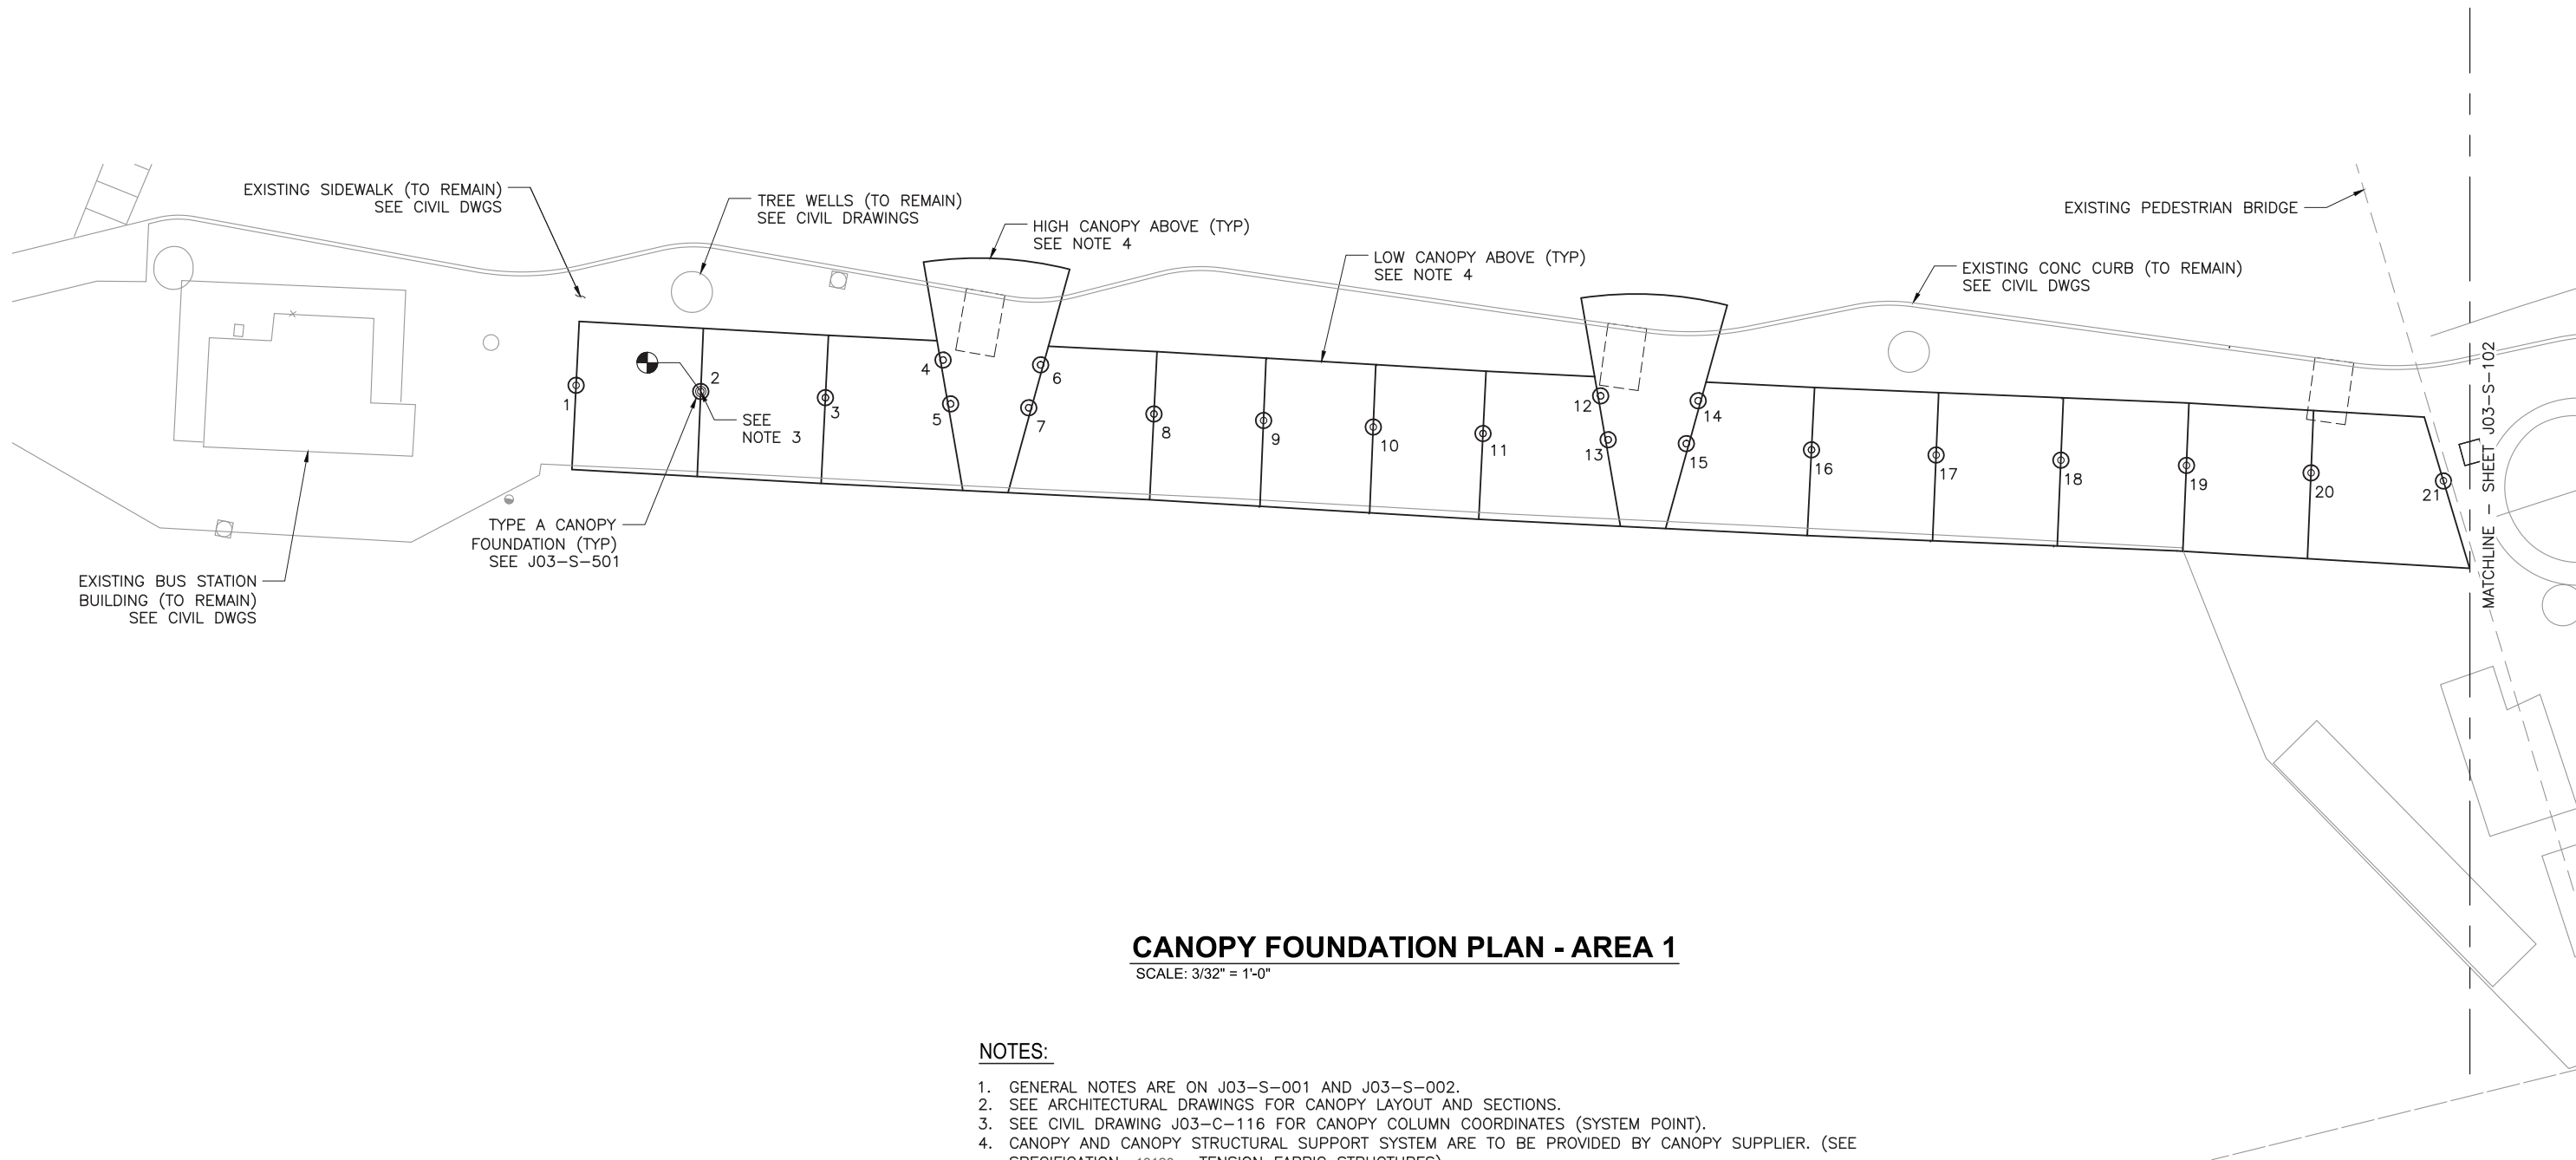 EXISTING SIDEWALK (TO REMAIN)
SEE CIVIL DWGS
TREE WELLS (TO REMAIN)
SEE CIVIL DRAWINGS
HIGH CANOPY ABOVE (TYP)
SEE NOTE 4
LOW CANOPY ABOVE (TYP)
SEE NOTE 4
EXISTING PEDESTRIAN BRIDGE
EXISTING CONC CURB (TO REMAIN)
SEE CIVIL DWGS
1
2
3
4
5
6
7
8
9
10
11
12
13
14
15
16
17
18
19
20
21
SEE
NOTE 3
TYPE A CANOPY
FOUNDATION (TYP)
SEE J03-S-501
EXISTING BUS STATION
BUILDING (TO REMAIN)
SEE CIVIL DWGS
MATCHLINE - SHEET J03-S-102
CANOPY FOUNDATION PLAN - AREA 1
SCALE: 3/32" = 1'-0"
NOTES:
1. GENERAL NOTES ARE ON J03-S-001 AND J03-S-002.
2. SEE ARCHITECTURAL DRAWINGS FOR CANOPY LAYOUT AND SECTIONS.
3. SEE CIVIL DRAWING J03-C-116 FOR CANOPY COLUMN COORDINATES (SYSTEM POINT).
4. CANOPY AND CANOPY STRUCTURAL SUPPORT SYSTEM ARE TO BE PROVIDED BY CANOPY SUPPLIER. (SEE
SPECIFICATION TENSION FABRIC STRUCTURES)